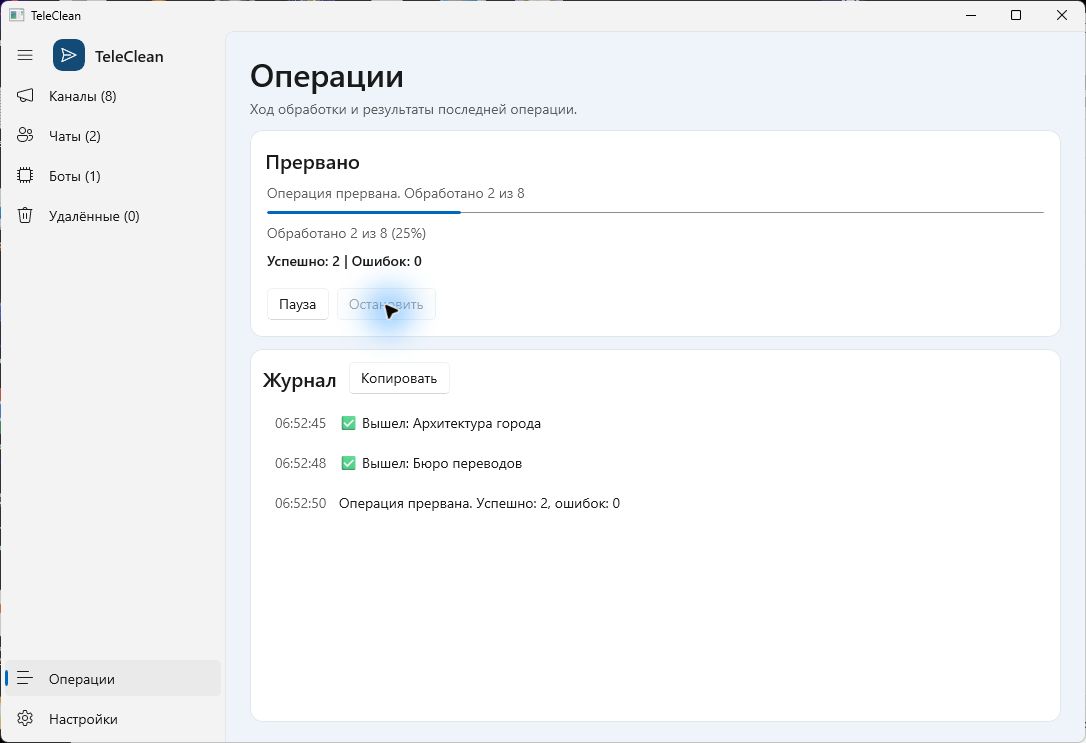 TeleClean
TeleClean
Каналы (8)
Чаты (2)
Боты (1)
Удалённые (0)
Операции
Настройки
Операции
Ход обработки и результаты последней операции.
Прервано
Операция прервана. Обработано 2 из 8
Обработано 2 из 8 (25%)
Успешно: 2 | Ошибок: 0
Пауза
Остановить
Журнал
Копировать
06:52:45 ✅ Вышел: Архитектура города
06:52:48 ✅ Вышел: Бюро переводов
06:52:50 Операция прервана. Успешно: 2, ошибок: 0